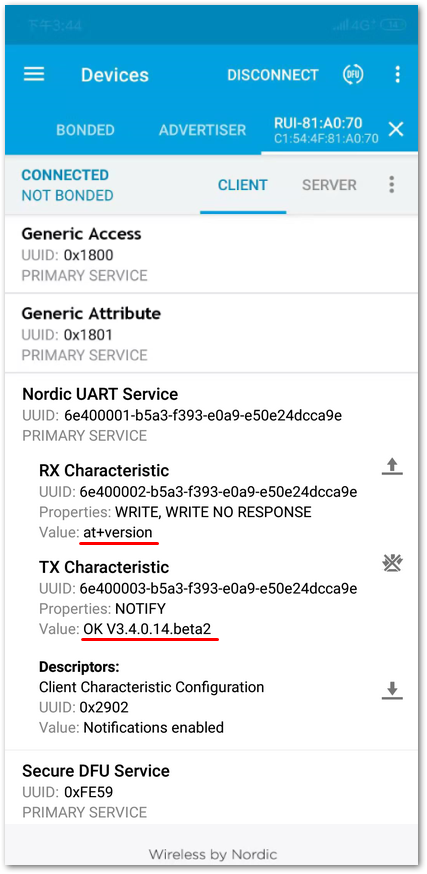 下午3:44
4G
Devices
DISCONNECT
DFU
BONDED
ADVERTISER
RUI-81:A0:70
C1:54:4F:81:A0:70
CONNECTED
NOT BONDED
CLIENT
SERVER
Generic Access
UUID: 0x1800
PRIMARY SERVICE
Generic Attribute
UUID: 0x1801
PRIMARY SERVICE
Nordic UART Service
UUID: 6e400001-b5a3-f393-e0a9-e50e24dcca9e
PRIMARY SERVICE
RX Characteristic
UUID: 6e400002-b5a3-f393-e0a9-e50e24dcca9e
Properties: WRITE, WRITE NO RESPONSE
Value: at+version
TX Characteristic
UUID: 6e400003-b5a3-f393-e0a9-e50e24dcca9e
Properties: NOTIFY
Value: OK V3.4.0.14.beta2
Descriptors:
Client Characteristic Configuration
UUID: 0x2902
Value: Notifications enabled
Secure DFU Service
UUID: 0xFE59
PRIMARY SERVICE
Wireless by Nordic